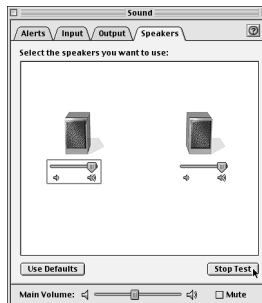 Sound
Alerts Input Output Speakers ?
Select the speakers you want to use:
Use Defaults Stop Test
Main Volume: Mute